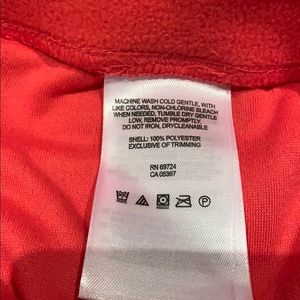 MACHINE WASH COLD GENTLE, WITH
LIKE COLORS, NON-CHLORINE BLEACH
WHEN NEEDED, TUMBLE DRY GENTLE
LOW, REMOVE PROMPTLY.
DO NOT IRON, DRYCLEANABLE
SHELL: 100% POLYESTER
EXCLUSIVE OF TRIMMING
RN 69724
CA 05367
P